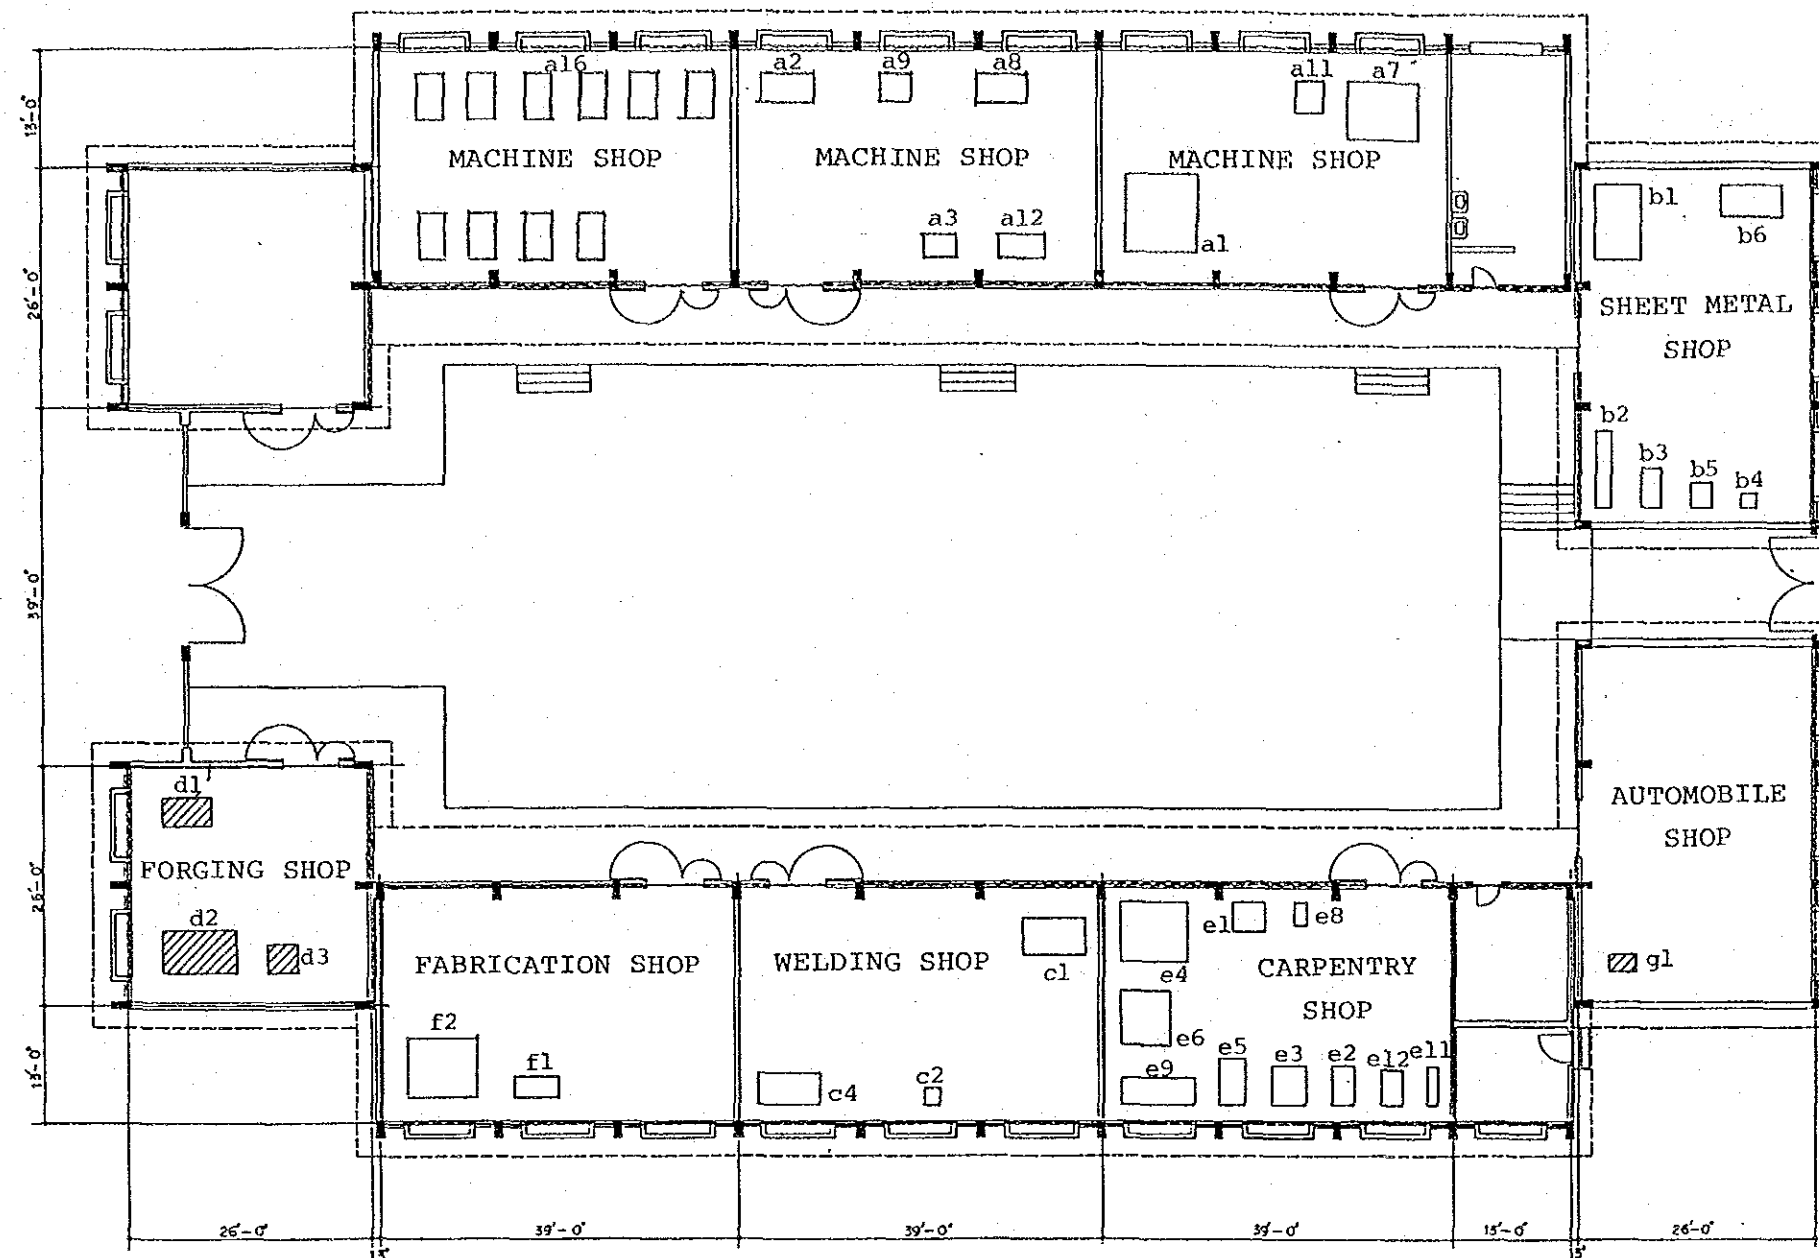 a16
a2
a9
a8
a11
a7
13'-0"
MACHINE SHOP
MACHINE SHOP
MACHINE SHOP
b1
b6
a3
a12
a1
26'-0"
SHEET METAL
SHOP
b2
b3
b5
b4
39'-0"
d1
AUTOMOBILE
SHOP
FORGING SHOP
26'-0"
d2
d3
e1
e8
FABRICATION SHOP
WELDING SHOP
c1
e4
CARPENTRY
SHOP
g1
f2
e6
13'-0"
f1
c4
c2
e9
e5
e3
e2
e12
e11
26'-0"
39'-0"
39'-0"
39'-0"
13'-0"
26'-0"